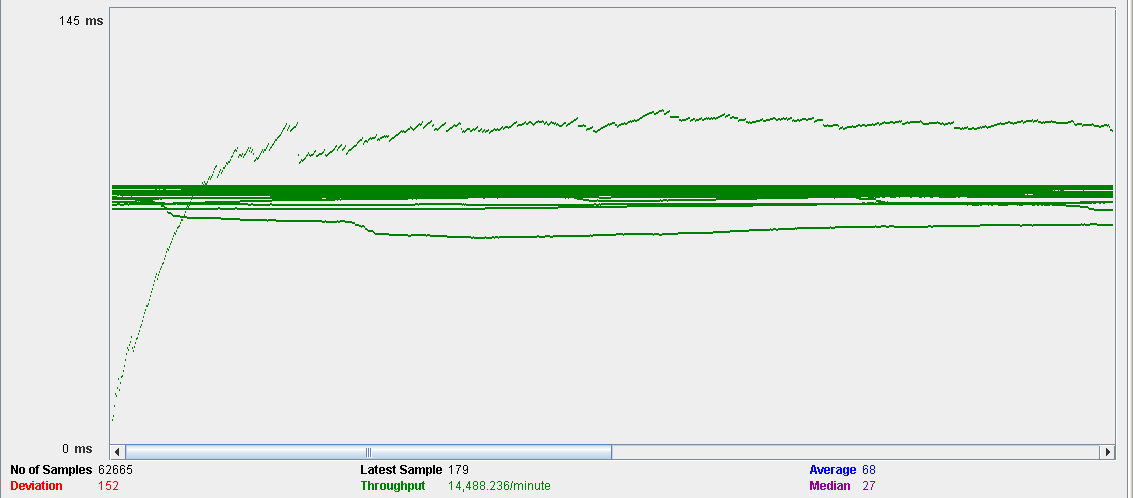 145 ms
0 ms
No of Samples 62665 Latest Sample 179 Average 68
Deviation 152 Throughput 14,488.236/minute Median 27